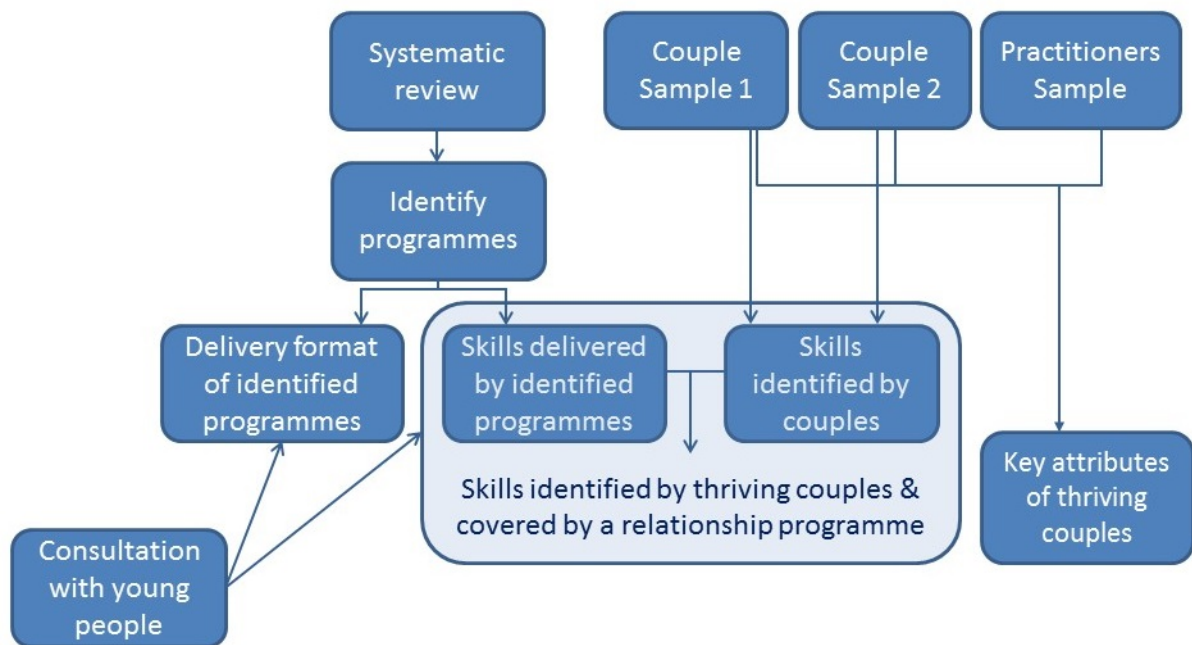 Systematic
review
Couple
Sample 1
Couple
Sample 2
Practitioners
Sample
Identify
programmes
Delivery format
of identified
programmes
Skills delivered
by identified
programmes
Skills
identified by
couples
Skills identified by thriving couples &
covered by a relationship programme
Key attributes
of thriving
couples
Consultation
with young
people